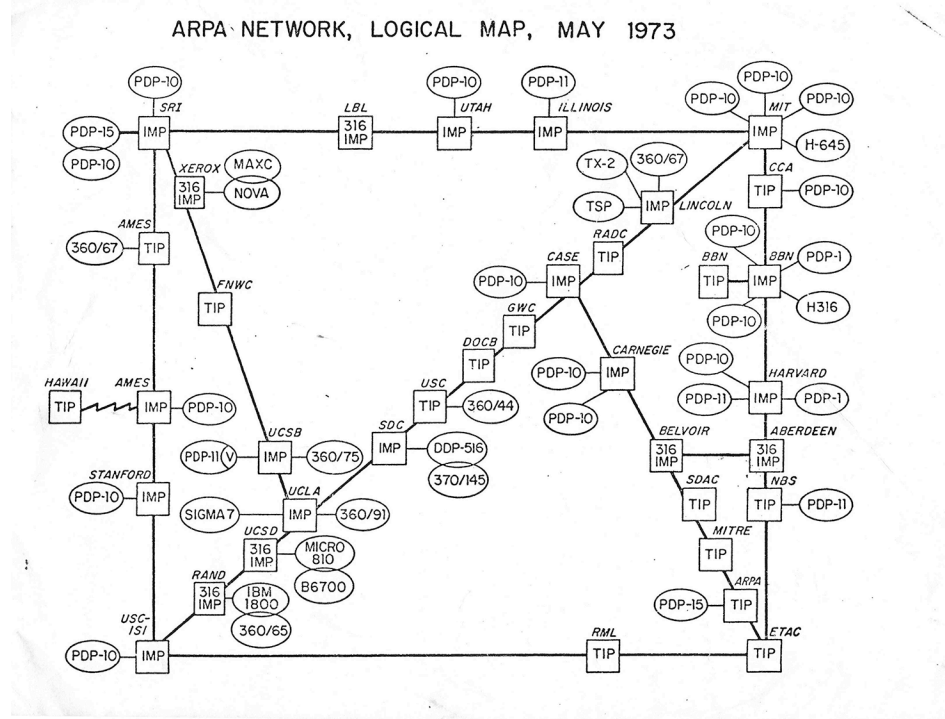 ARPA NETWORK, LOGICAL MAP, MAY 1973
PDP-10
SRI
PDP-15
IMP
PDP-10
LBL
316
IMP
PDP-10
UTAH
IMP
PDP-11
ILLINOIS
IMP
PDP-10
PDP-10
PDP-10
MIT
IMP
H-645
XEROX
316
IMP
MAXC
NOVA
TX-2
360/67
TSP
IMP
LINCOLN
CCA
TIP
PDP-10
AMES
360/67
TIP
RADC
TIP
PDP-10
BBN
TIP
BBN
IMP
PDP-1
H316
PDP-10
CASE
PDP-10
IMP
FNWC
TIP
GWC
TIP
DOCB
TIP
CARNEGIE
PDP-10
IMP
PDP-10
PDP-10
HARVARD
PDP-11
IMP
PDP-1
HAWAII
TIP
AMES
IMP
PDP-10
USC
TIP
360/44
UCSB
PDP-11 V
IMP
360/75
SDC
IMP
DDP-516
370/145
BELVOIR
316
IMP
ABERDEEN
316
IMP
STANFORD
PDP-10
IMP
UCLA
SIGMA7
IMP
360/91
SDAC
TIP
NBS
TIP
PDP-11
UCSD
316
IMP
MICRO
810
B6700
MITRE
TIP
RAND
316
IMP
IBM
1800
360/65
ARPA
PDP-15
TIP
USC-
ISI
PDP-10
IMP
RML
TIP
ETAC
TIP